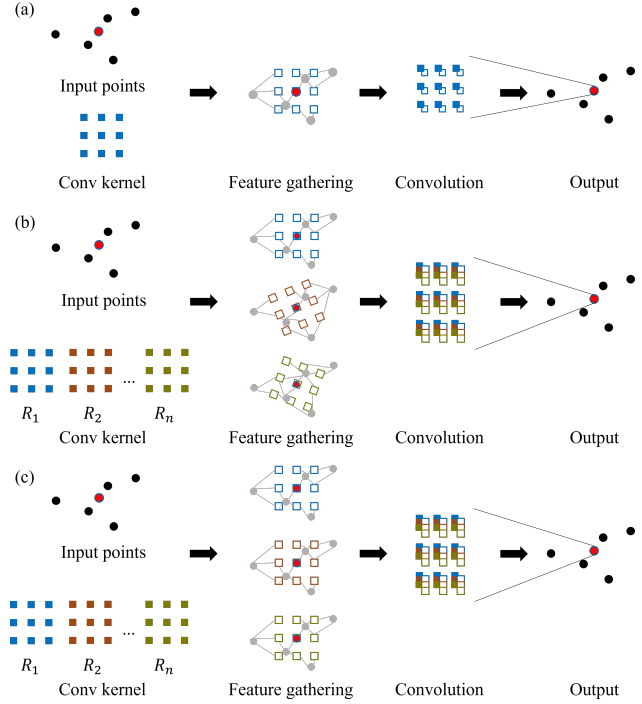 (a)
Input points
Conv kernel Feature gathering Convolution Output
(b)
Input points
...
R₁ R₂ Rₙ
Conv kernel Feature gathering Convolution Output
(c)
Input points
...
R₁ R₂ Rₙ
Conv kernel Feature gathering Convolution Output